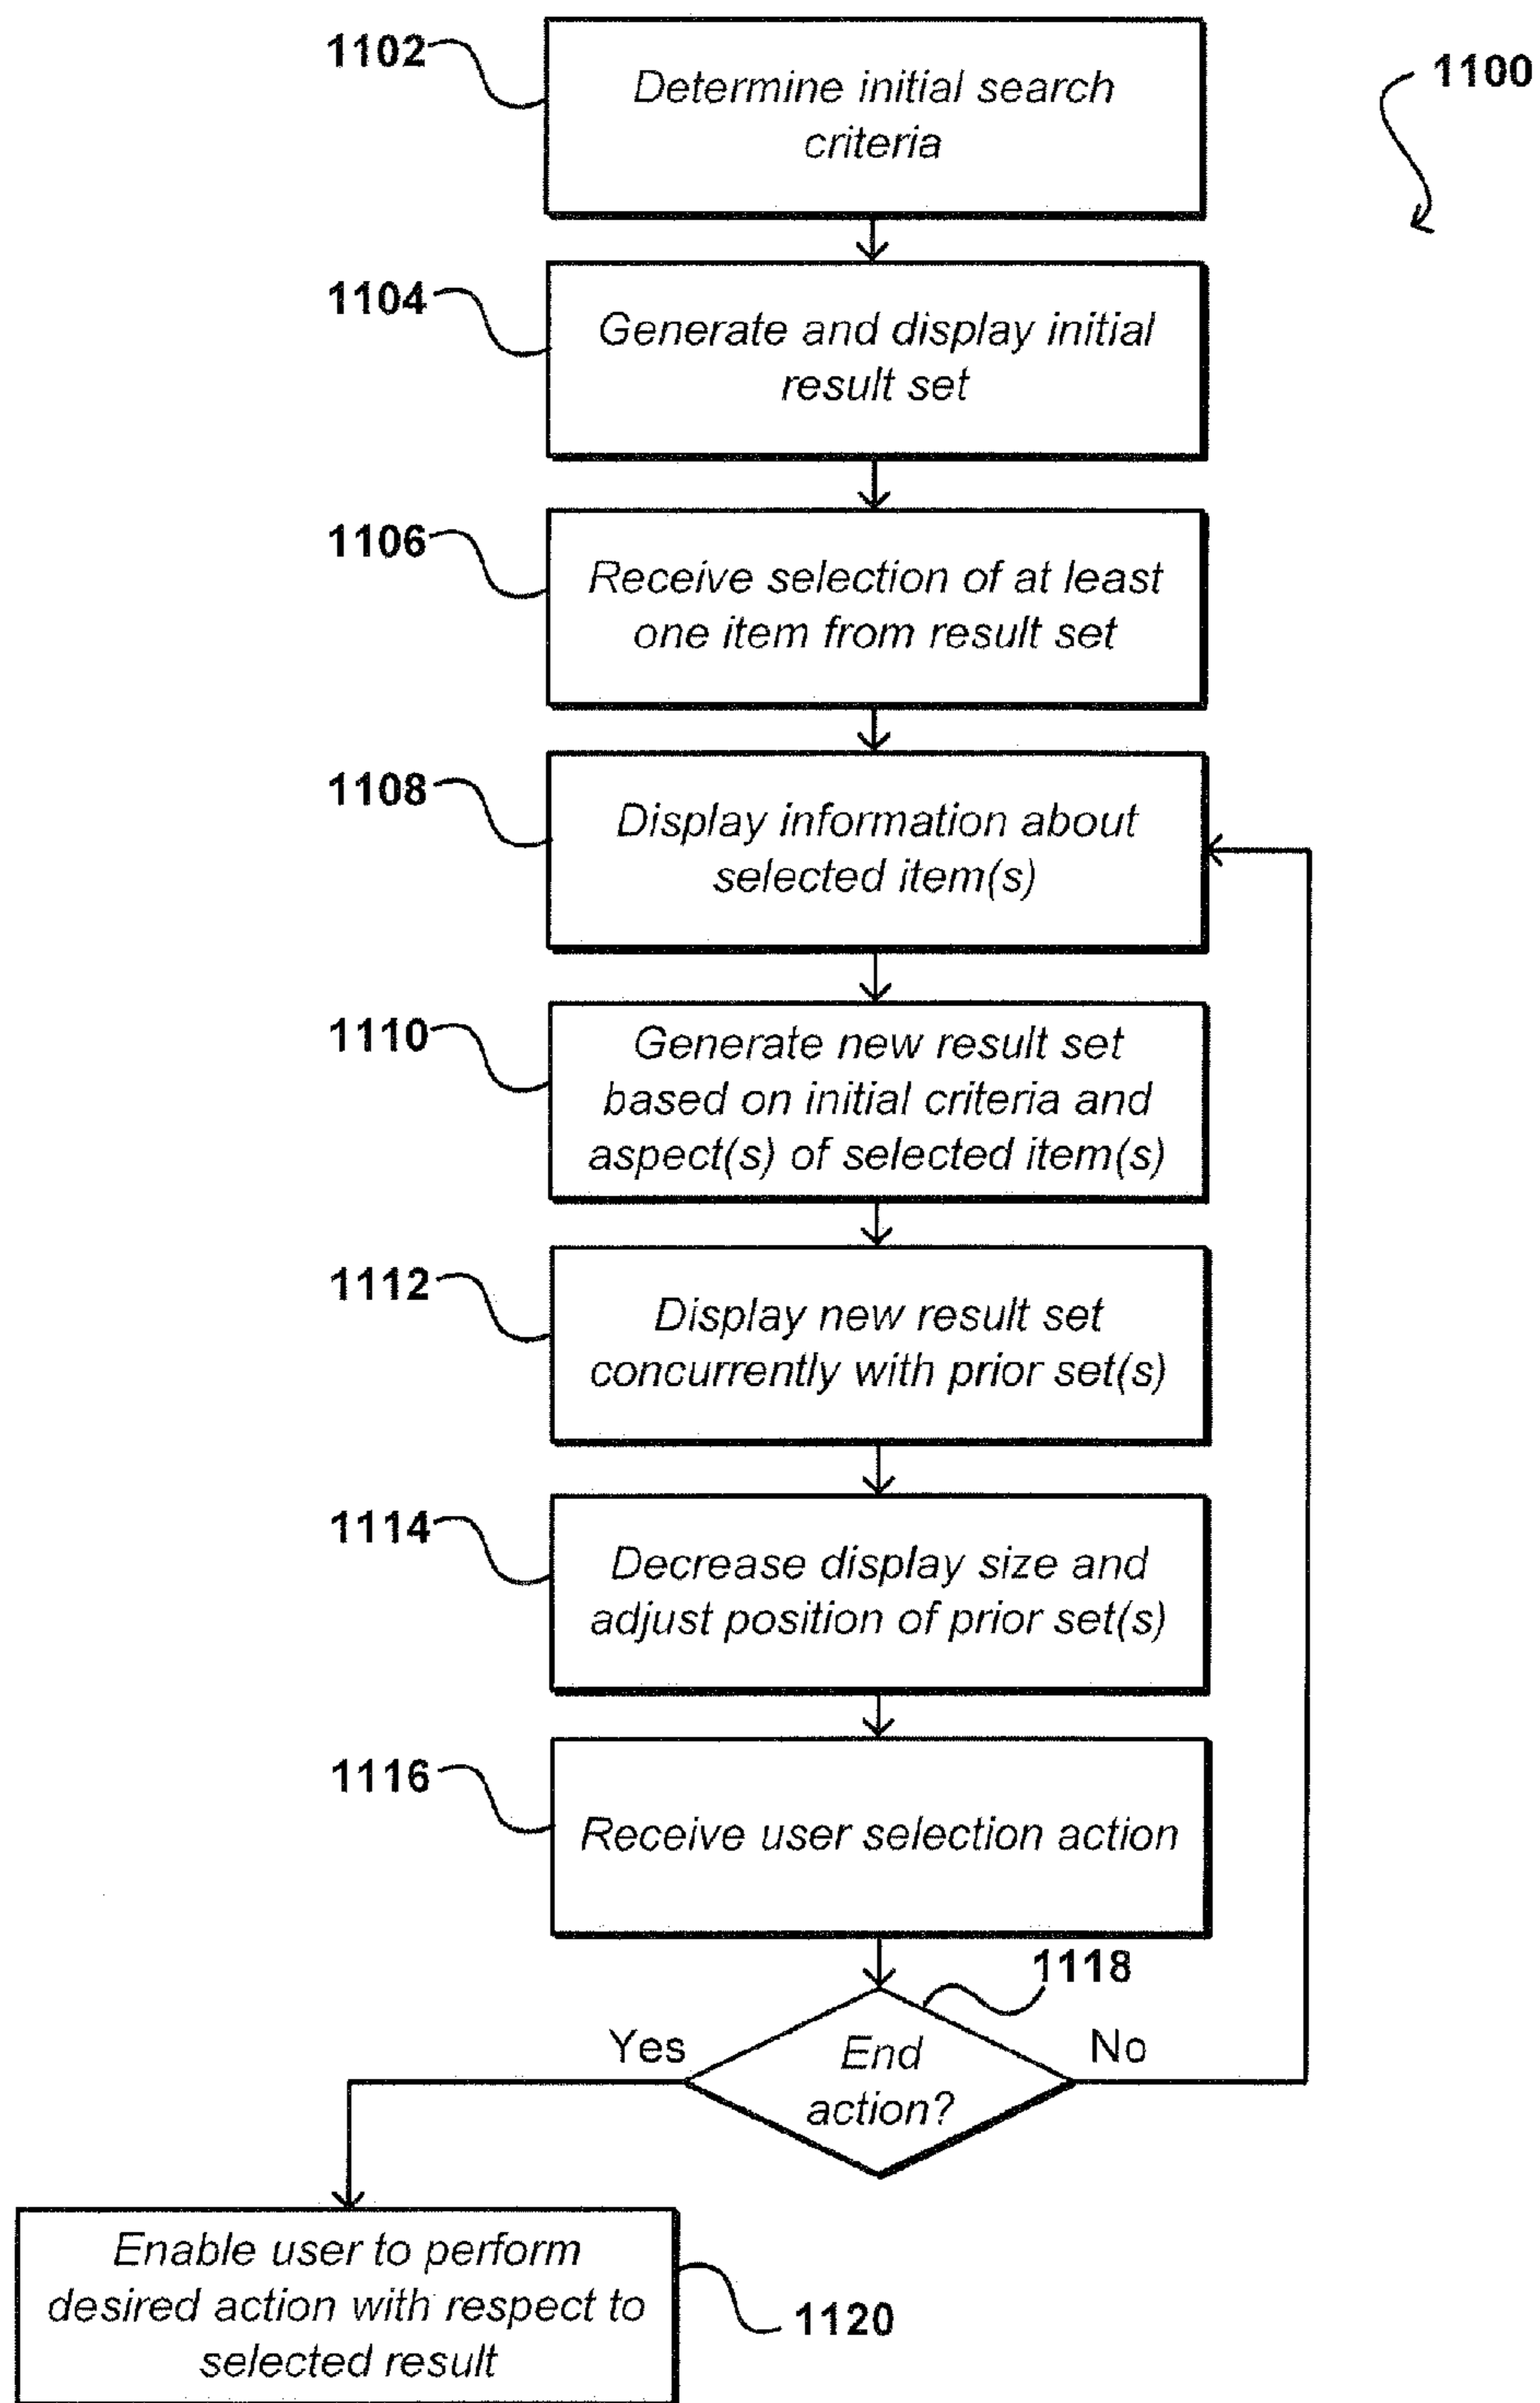 1102
Determine initial search
criteria
1100
1104
Generate and display initial
result set
1106
Receive selection of at least
one item from result set
1108
Display information about
selected item(s)
1110
Generate new result set
based on initial criteria and
aspect(s) of selected item(s)
1112
Display new result set
concurrently with prior set(s)
1114
Decrease display size and
adjust position of prior set(s)
1116
Receive user selection action
1118
Yes
End
action?
No
Enable user to perform
desired action with respect to
selected result
1120